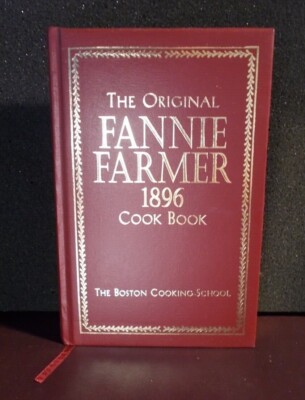 THE ORIGINAL
FANNIE
FARMER
1896
COOK BOOK
THE BOSTON COOKING SCHOOL